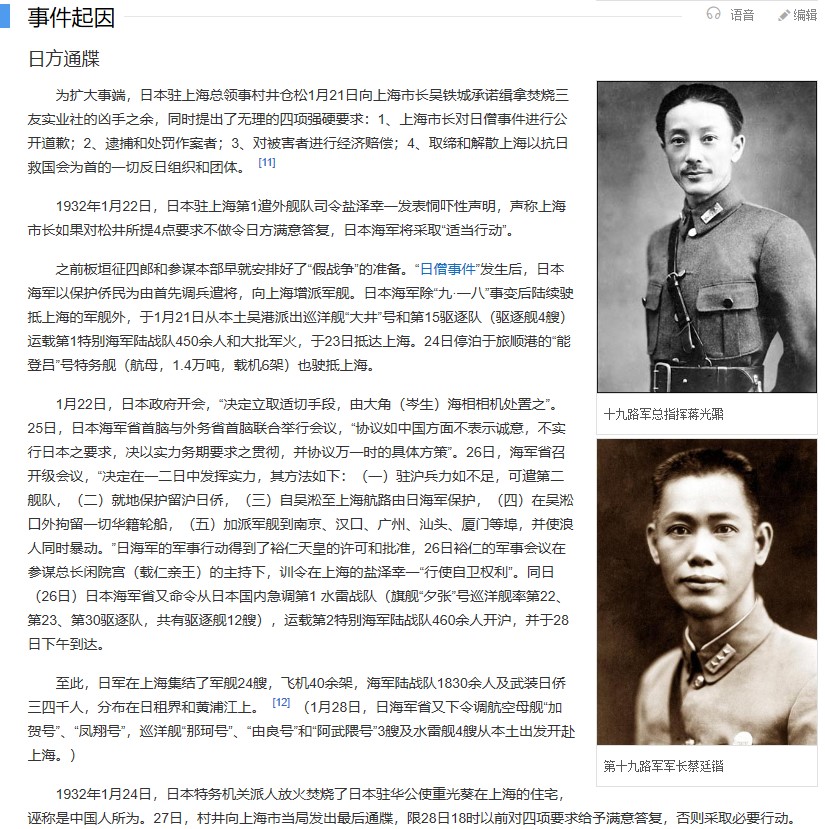 事件起因
语音 编辑
日方通牒
为扩大事端，日本驻上海总领事村井仓松1月21日向上海市长吴铁城承诺缉拿焚烧三
友实业社的凶手之余，同时提出了无理的四项强硬要求：1、上海市长对日僧事件进行公
开道歉；2、逮捕和处罚作案者；3、对被害者进行经济赔偿；4、取缔和解散上海以抗日
救国会为首的一切反日组织和团体。 [11]
1932年1月22日，日本驻上海第1遣外舰队司令盐泽幸一发表恫吓性声明，声称上海
市长如果对松井所提4点要求不做令日方满意答复，日本海军将采取“适当行动”。
之前板垣征四郎和参谋本部早就安排好了“假战争”的准备。“日僧事件”发生后，日本
海军以保护侨民为由首先调兵遣将，向上海增派军舰。日本海军除“九·一八”事变后陆续驶
抵上海的军舰外，于1月21日从本土吴港派出巡洋舰“大井”号和第15驱逐队（驱逐舰4艘）
运载第1特别海军陆战队450余人和大批军火，于23日抵达上海。24日停泊于旅顺港的“能
登吕”号特务舰（航母，1.4万吨，载机6架）也驶抵上海。
1月22日，日本政府开会，“决定立取适切手段，由大角（岑生）海相相机处置之”。
25日，日本海军省首脑与外务省首脑联合举行会议，“协议如中国方面不表示诚意，不实
行日本之要求，决以实力务期要求之贯彻，并协议万一时的具体方策”。26日，海军省召
开级会议，“决定在一二日中发挥实力，其方法如下：（一）驻沪兵力如不足，可遣第二
舰队，（二）就地保护留沪日侨，（三）自吴淞至上海航路由日海军保护，（四）在吴淞
口外拘留一切华籍轮船，（五）加派军舰到南京、汉口、广州、汕头、厦门等埠，并使浪
人同时暴动。”日海军的军事行动得到了裕仁天皇的许可和批准，26日裕仁的军事会议在
参谋总长闲院宫（载仁亲王）的主持下，训令在上海的盐泽幸一“行使自卫权利”。同日
（26日）日本海军省又命令从日本国内急调第1 水雷战队（旗舰“夕张”号巡洋舰率第22、
第23、第30驱逐队，共有驱逐舰12艘），运载第2特别海军陆战队460余人开沪，并于28
日下午到达。
至此，日军在上海集结了军舰24艘，飞机40余架，海军陆战队1830余人及武装日侨
三四千人，分布在日租界和黄浦江上。 [12] （1月28日，日海军省又下令调航空母舰“加
贺号”、“凤翔号”，巡洋舰“那珂号”、“由良号”和“阿武隈号”3艘及水雷舰4艘从本土出发开赴
上海。）
1932年1月24日，日本特务机关派人放火焚烧了日本驻华公使重光葵在上海的住宅，
诬称是中国人所为。27日，村井向上海市当局发出最后通牒，限28日18时以前对四项要求给予满意答复，否则采取必要行动。
十九路军总指挥蒋光鼐
第十九路军军长蔡廷锴